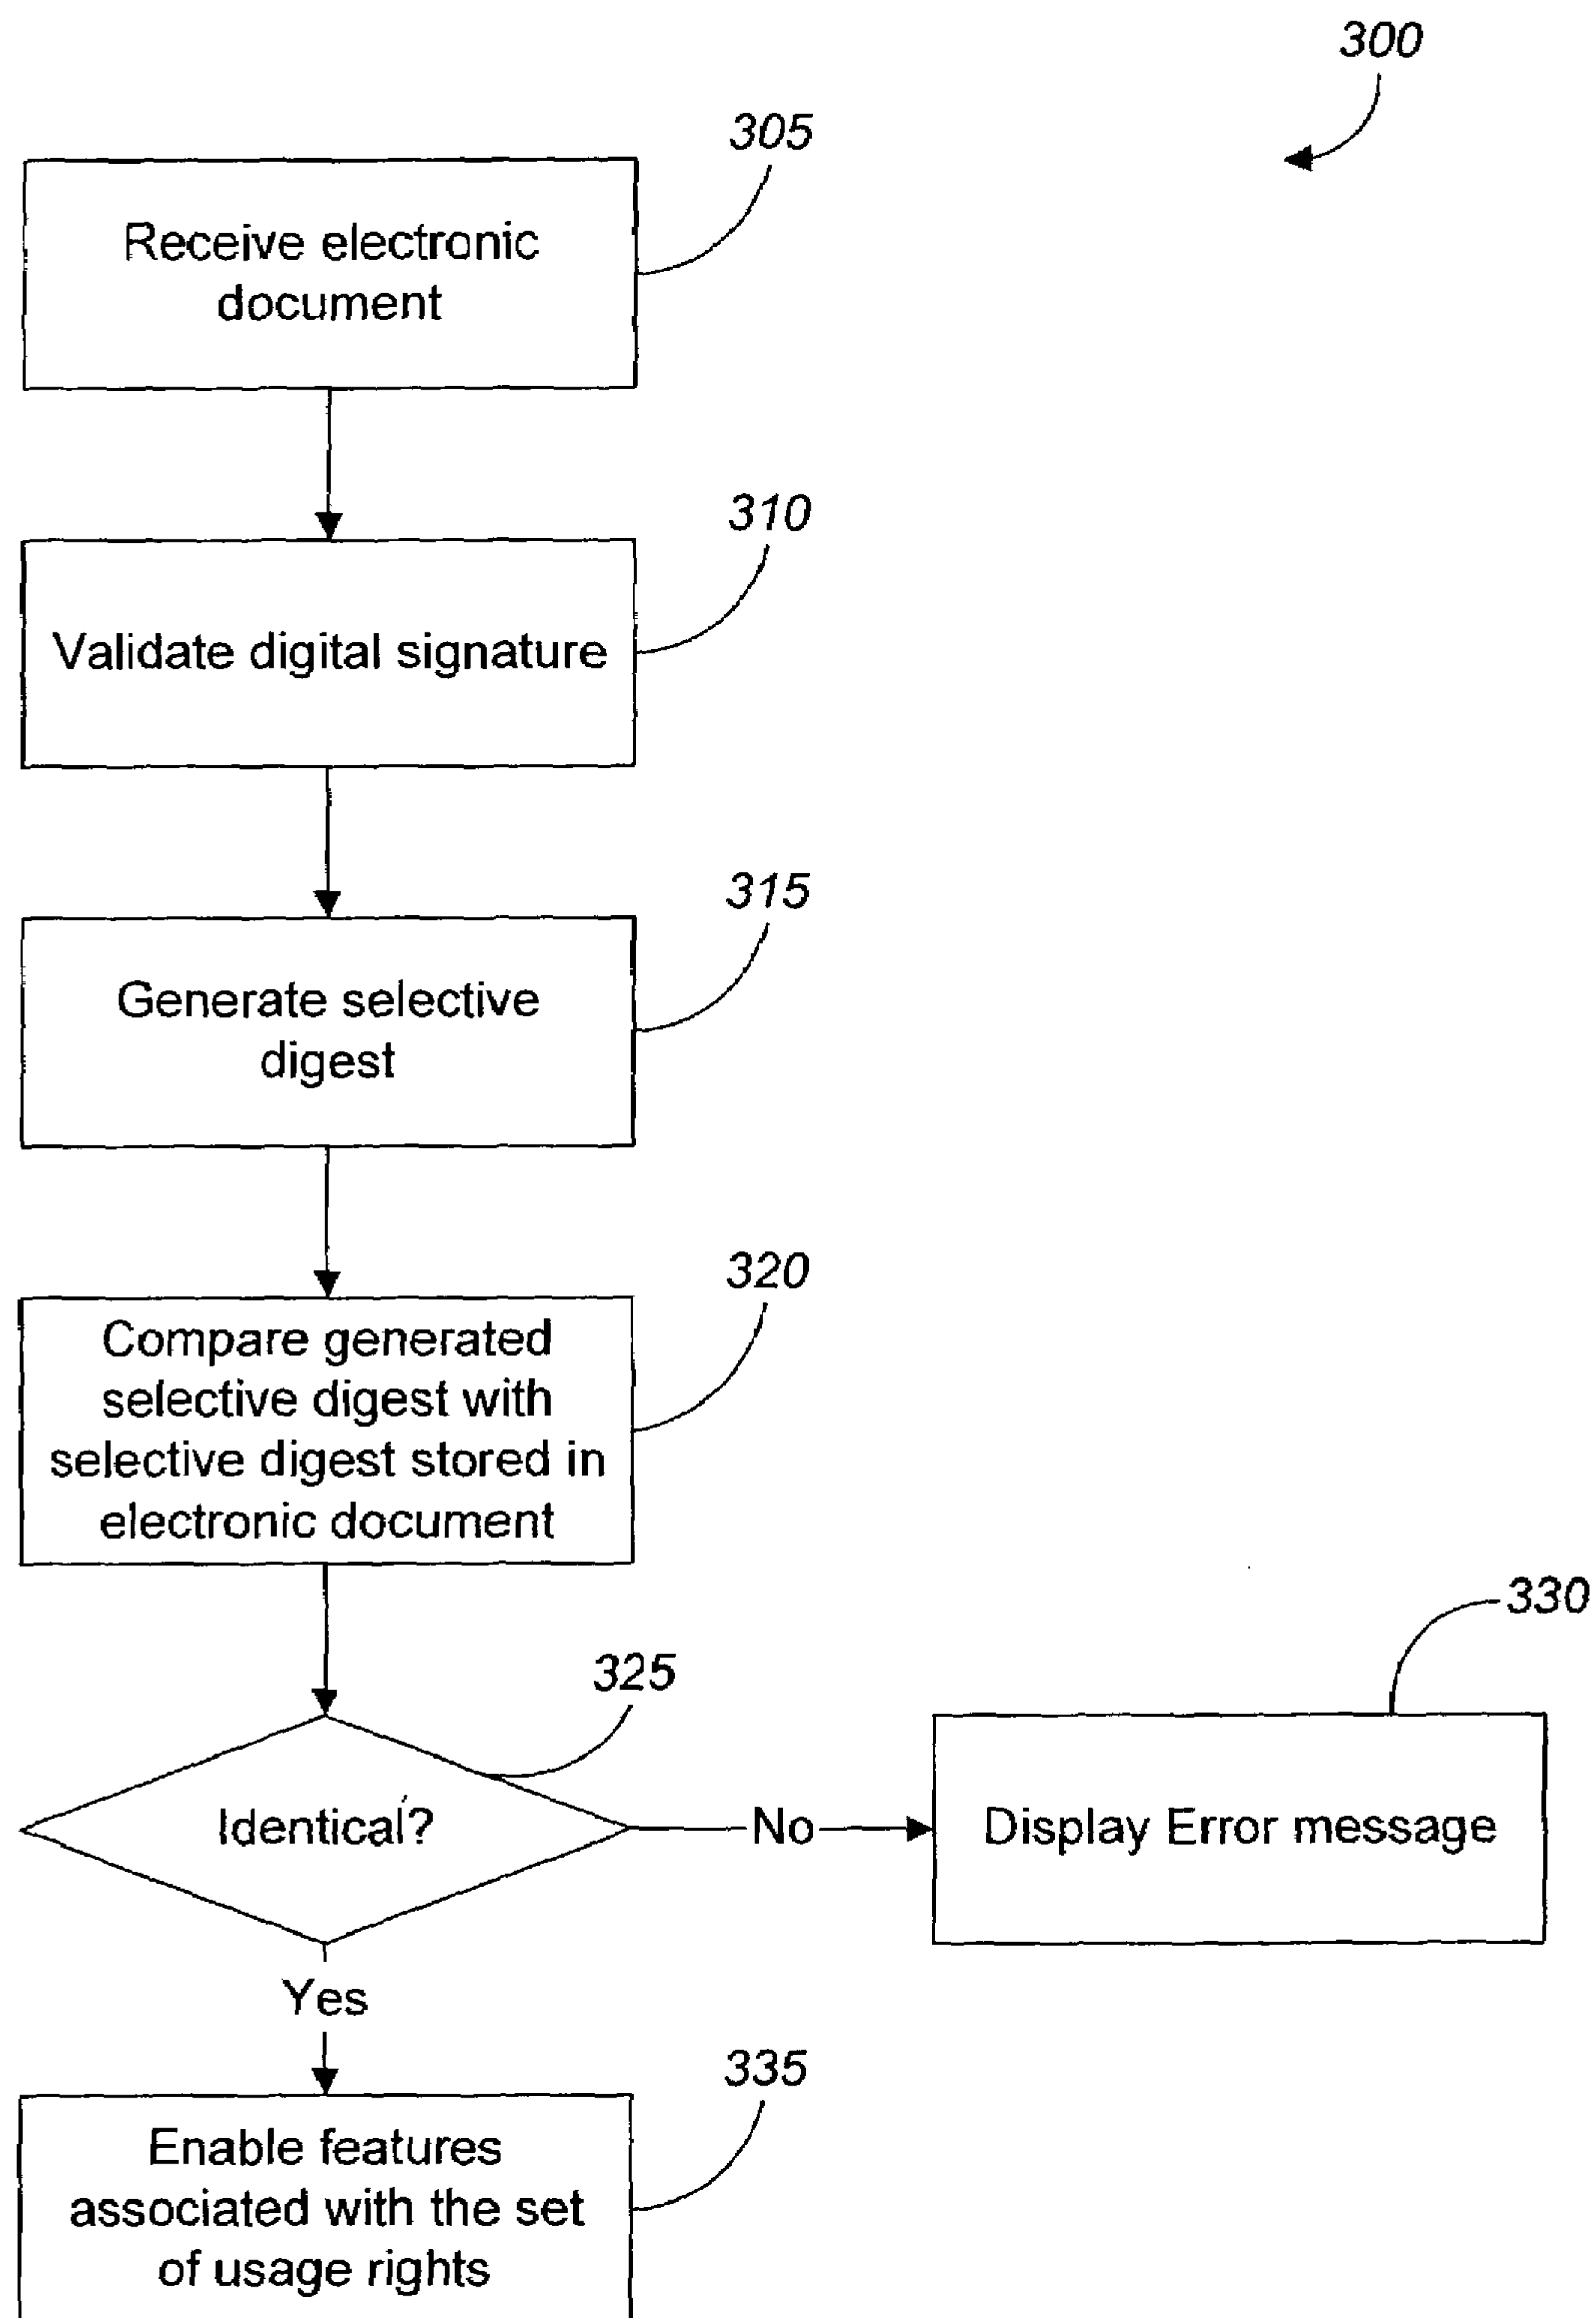 300
305
Receive electronic
document
310
Validate digital signature
315
Generate selective
digest
320
Compare generated
selective digest with
selective digest stored in
electronic document
325
330
Identical?
No
Display Error message
Yes
335
Enable features
associated with the set
of usage rights